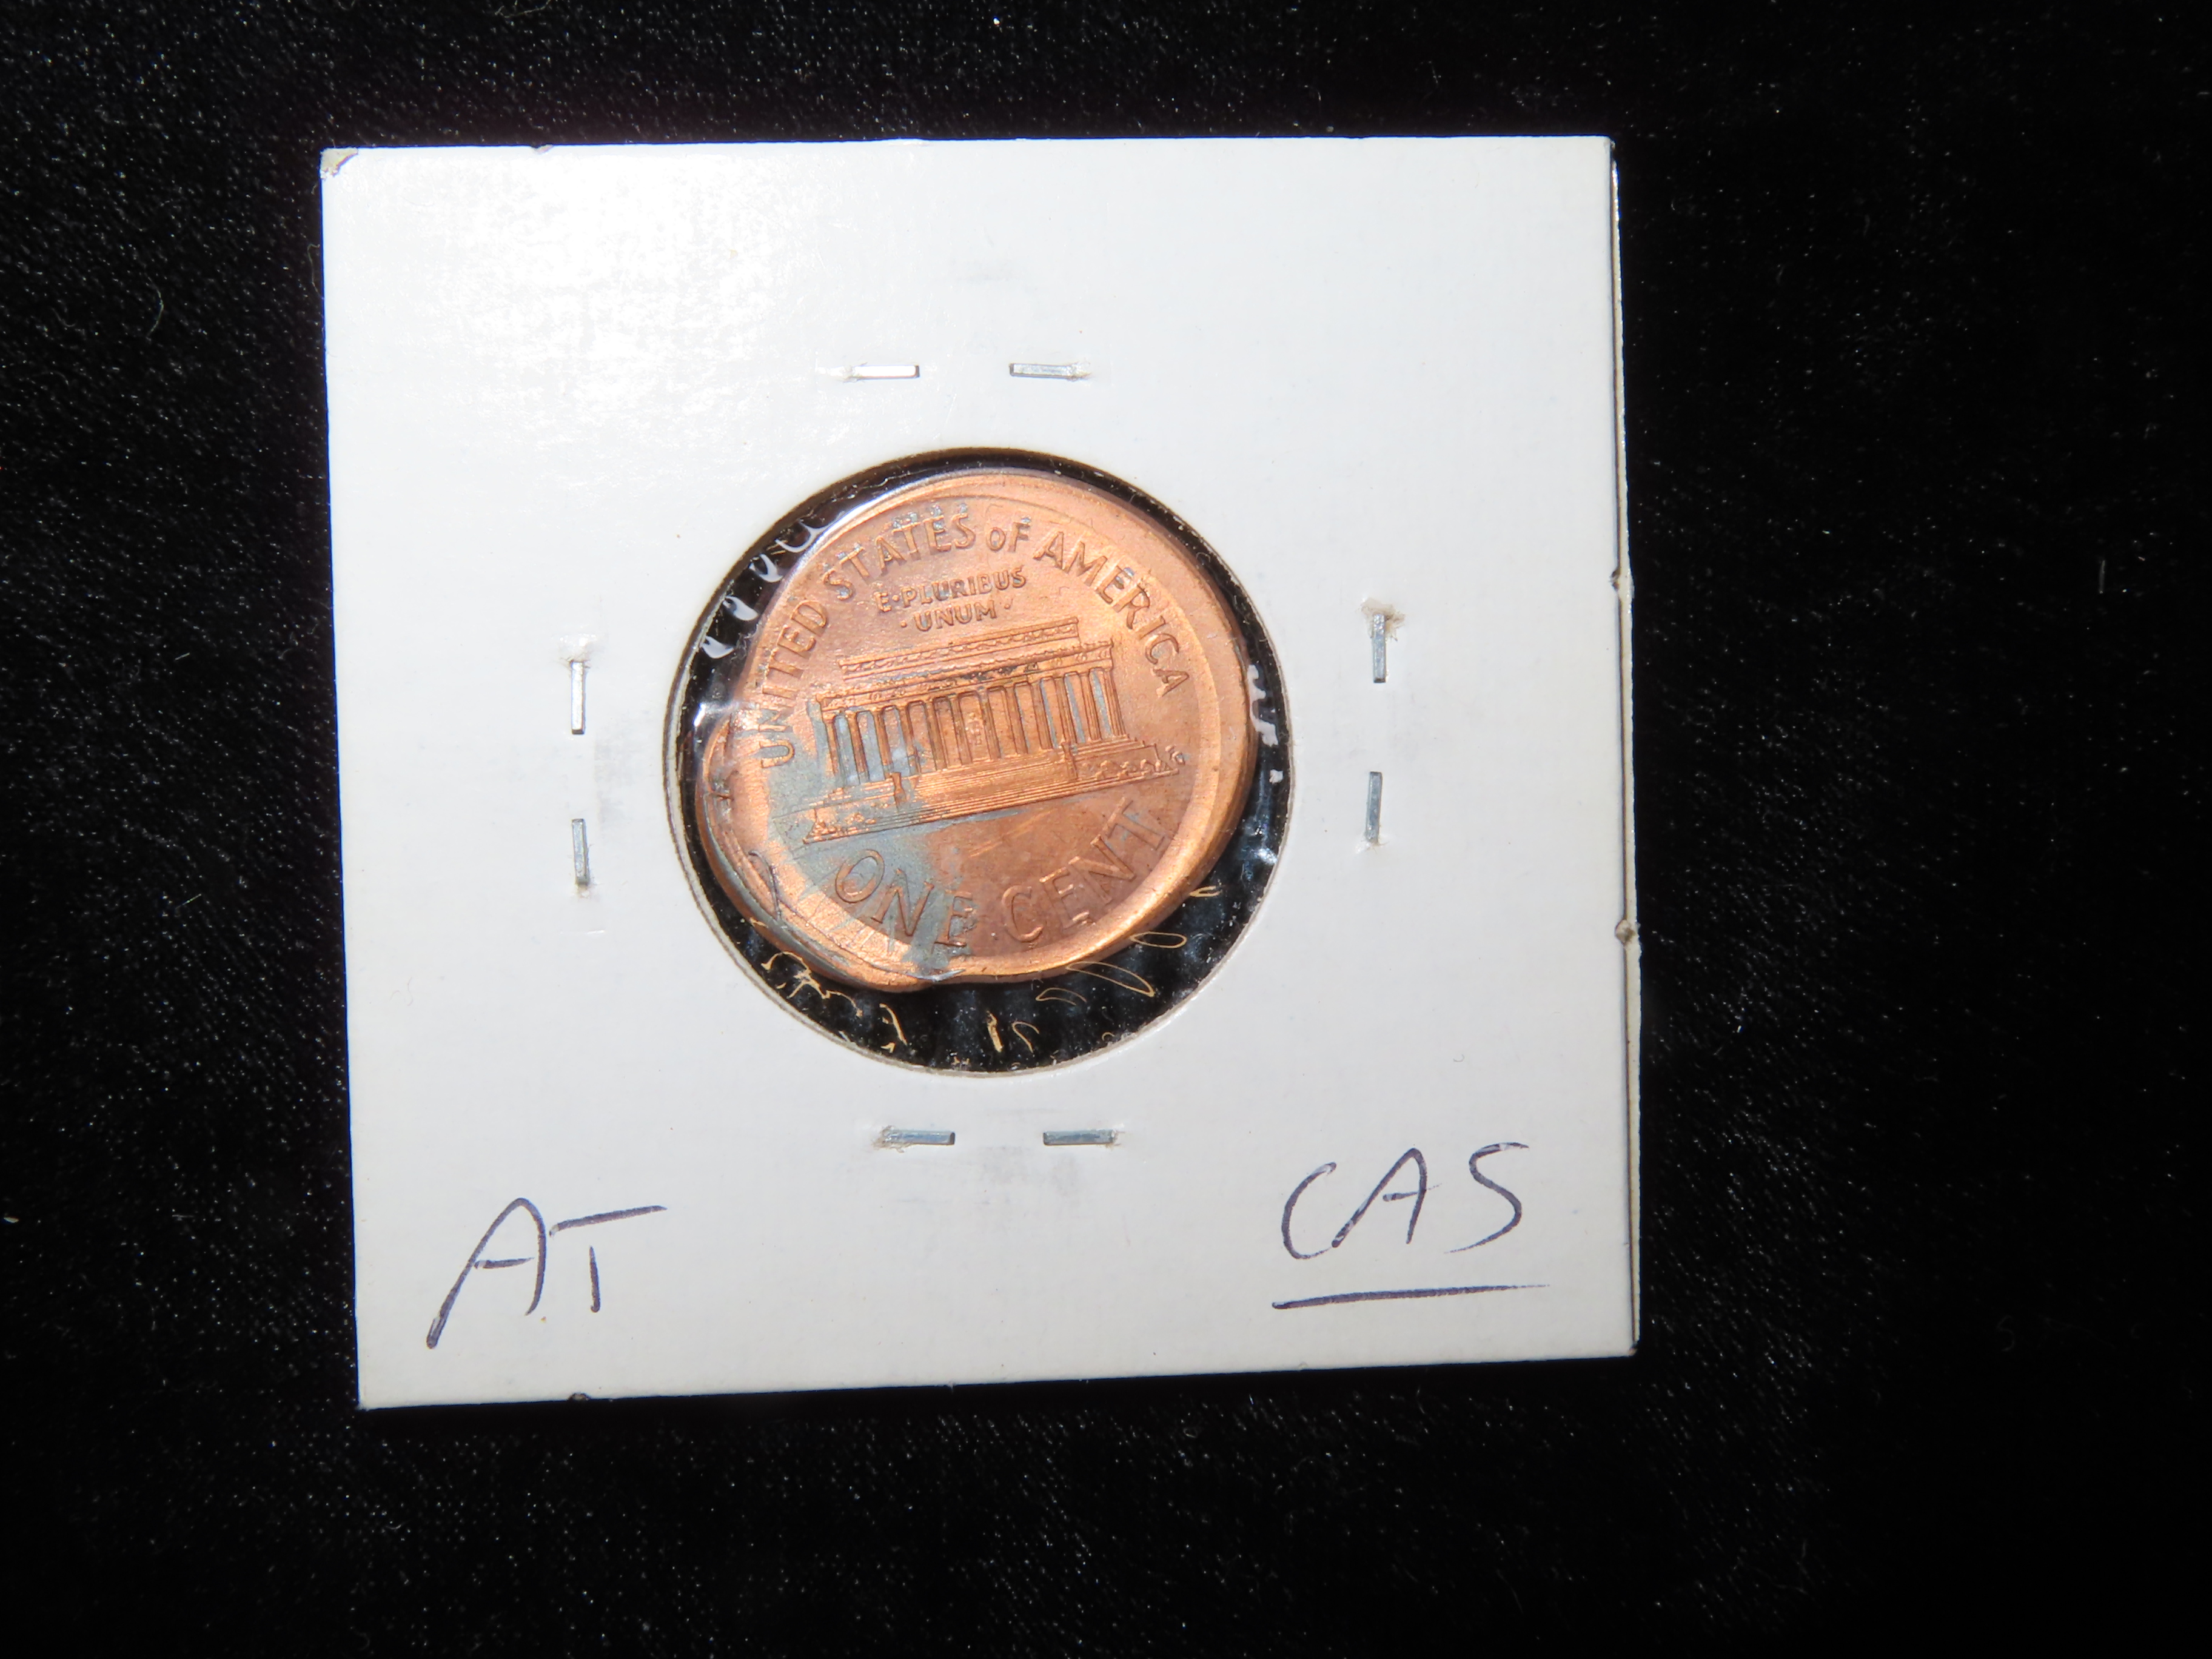 UNITED STATES OF AMERICA
E·PLURIBUS
·UNUM·
ONE CENT
AT
CAS